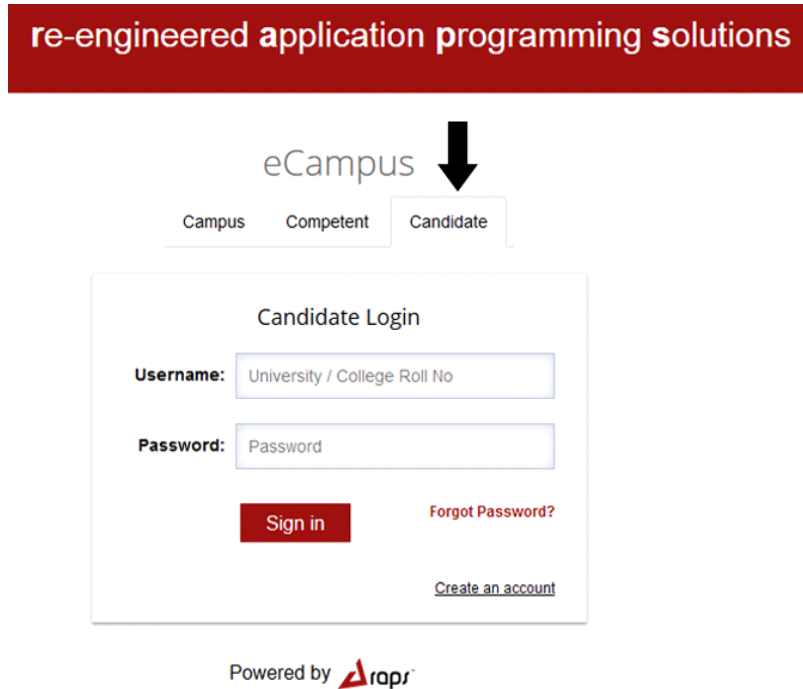 re-engineered application programming solutions
eCampus
Campus Competent Candidate
Candidate Login
Username: University / College Roll No
Password: Password
Sign in Forgot Password?
Create an account
Powered by raps